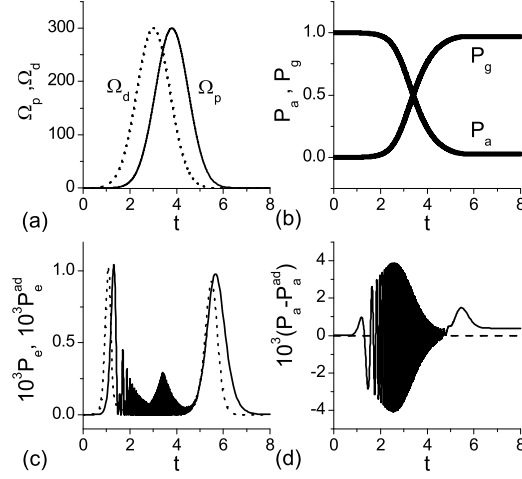 300
200
100
0
Ω_p ,Ω_d
Ω_d
Ω_p
0 2 4 6 8
(a) t
1.0
0.5
0.0
P_a , P_g
P_g
P_a
0 2 4 6 8
(b) t
1.0
0.5
0.0
10^3P_e, 10^3P_e^ad
0 2 4 6 8
(c) t
4
2
0
-2
-4
10^3(P_a-P_a^ad)
0 2 4 6 8
(d) t